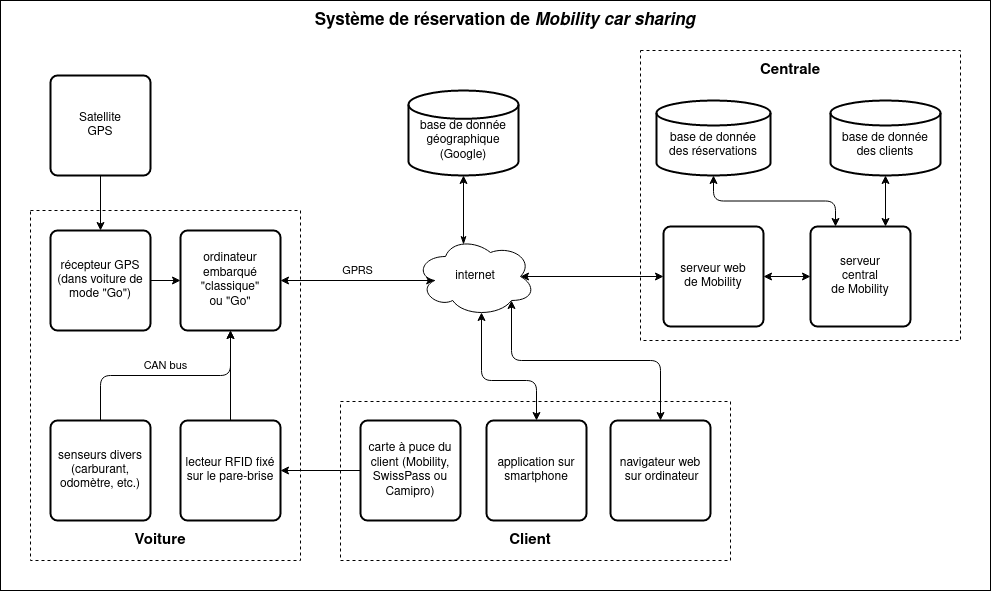 Système de réservation de Mobility car sharing
Centrale
Satellite
GPS
base de donnée
géographique
(Google)
base de donnée
des réservations
base de donnée
des clients
récepteur GPS
(dans voiture de
mode "Go")
ordinateur
embarqué
"classique"
ou "Go"
GPRS
internet
serveur web
de Mobility
serveur
central
de Mobility
CAN bus
senseurs divers
(carburant,
odomètre, etc.)
lecteur RFID fixé
sur le pare-brise
carte à puce du
client (Mobility,
SwissPass ou
Camipro)
application sur
smartphone
navigateur web
sur ordinateur
Voiture
Client